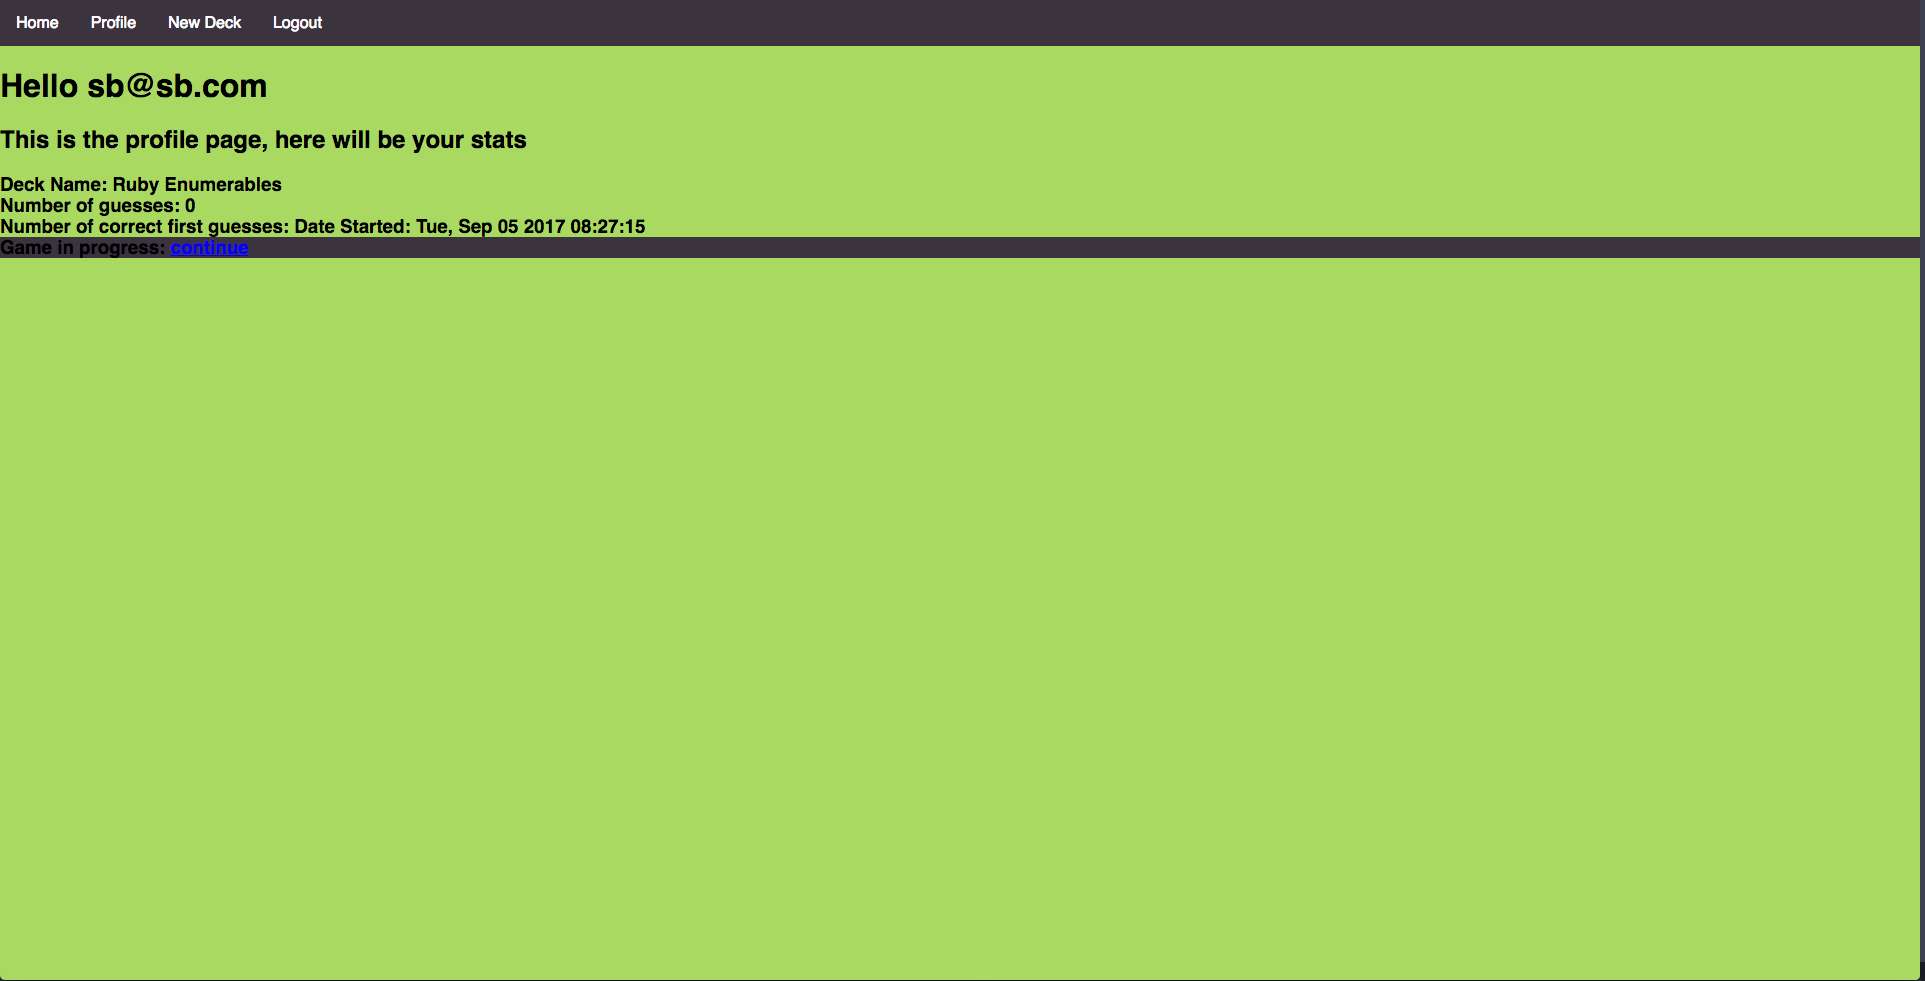 Home Profile New Deck Logout
Hello sb@sb.com
This is the profile page, here will be your stats
Deck Name: Ruby Enumerables
Number of guesses: 0
Number of correct first guesses: Date Started: Tue, Sep 05 2017 08:27:15
Game in progress: continue